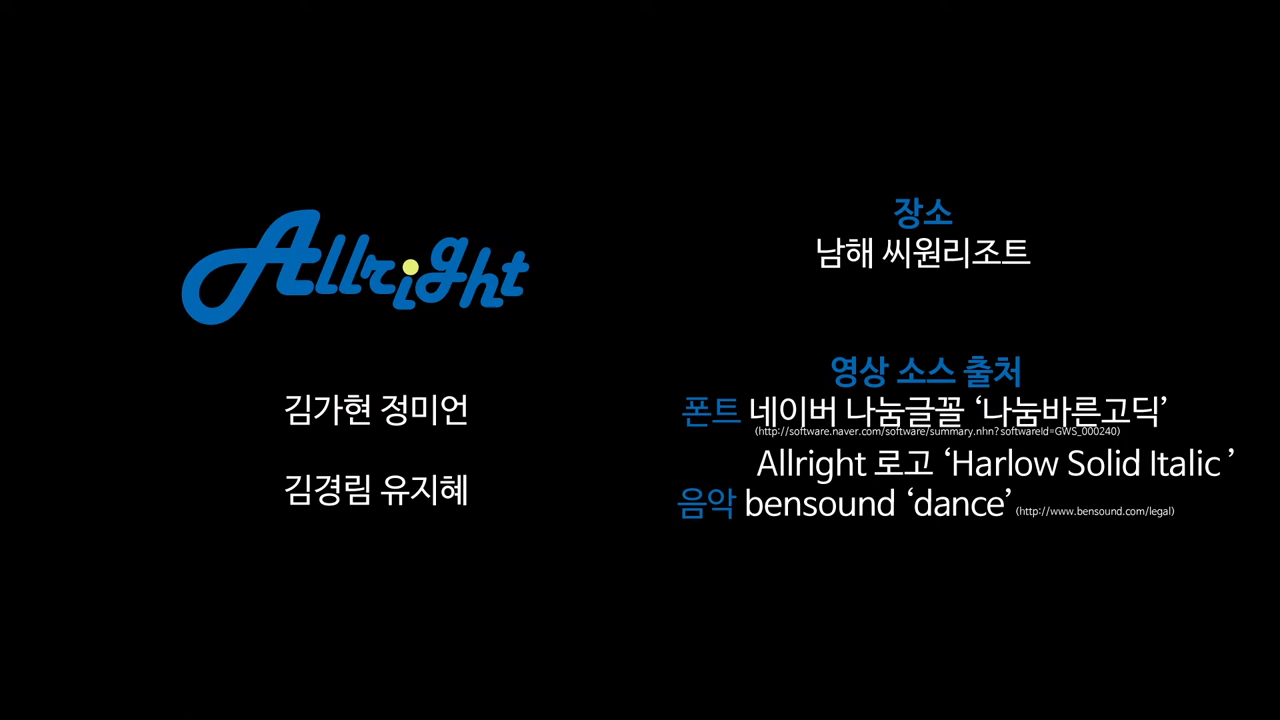 Allright
김가현 정미언
김경림 유지혜
장소
남해 씨원리조트
영상 소스 출처
폰트 네이버 나눔글꼴 ‘나눔바른고딕’
(http://software.naver.com/software/summary.nhn?softwareId=GWS_000240)
Allright 로고 ‘Harlow Solid Italic ’
음악 bensound ‘dance’ (http://www.bensound.com/legal)